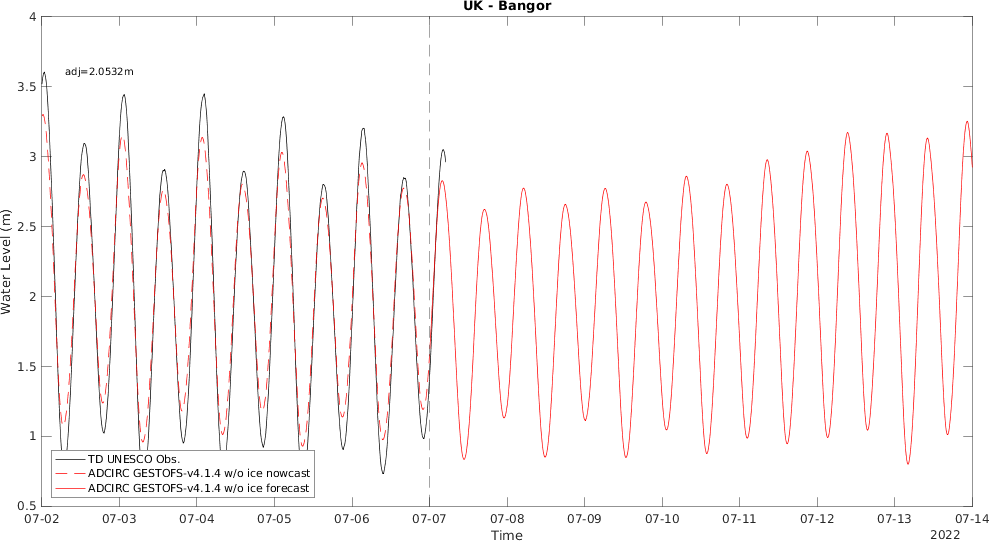 UK - Bangor
adj=2.0532m
Water Level (m)
4
3.5
3
2.5
2
1.5
1
0.5
TD UNESCO Obs.
ADCIRC GESTOFS-v4.1.4 w/o ice nowcast
ADCIRC GESTOFS-v4.1.4 w/o ice forecast
07-02 07-03 07-04 07-05 07-06 07-07 07-08 07-09 07-10 07-11 07-12 07-13 07-14
Time
2022